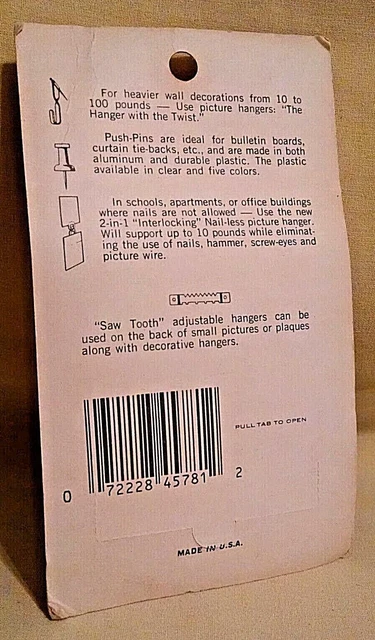 For heavier wall decorations from 10 to
100 pounds — Use picture hangers: "The
Hanger with the Twist."
Push-Pins are ideal for bulletin boards,
curtain tie-backs, etc., and are made in both
aluminum and durable plastic. The plastic
available in clear and five colors.
In schools, apartments, or office buildings
where nails are not allowed — Use the new
2-in-1 "Interlocking" Nail-less picture hanger.
Will support up to 10 pounds while eliminat-
ing the use of nails, hammer, screw-eyes and
picture wire.
"Saw Tooth" adjustable hangers can be
used on the back of small pictures or plaques
along with decorative hangers.
PULL TAB TO OPEN
0 72228 45781 2
MADE IN U.S.A.